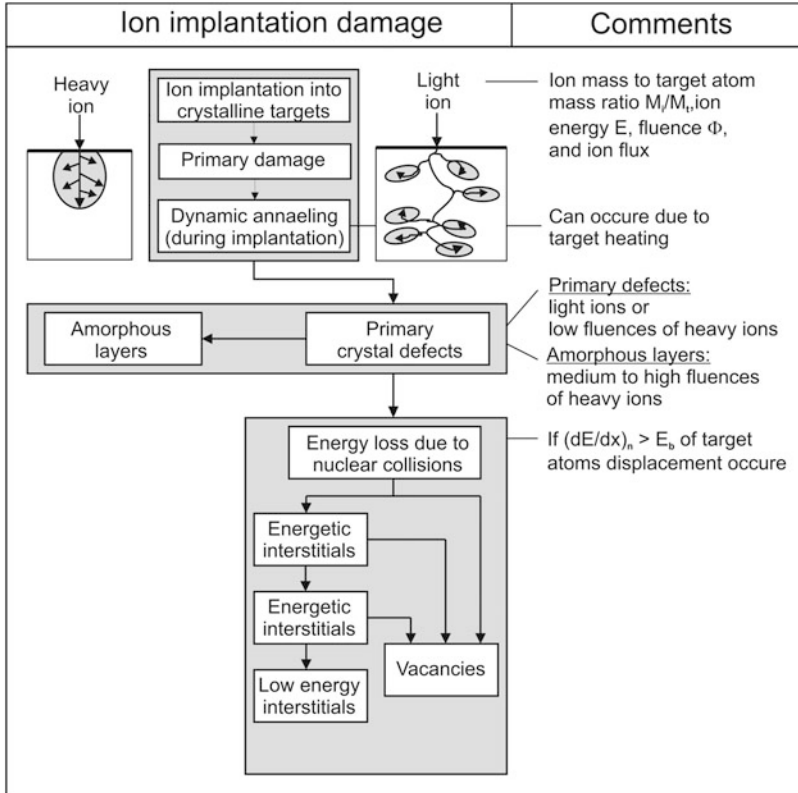 Ion implantation damage
Comments
Heavy
ion
Ion implantation into
crystalline targets
Primary damage
Dynamic annaeling
(during implantation)
Light
ion
Ion mass to target atom
mass ratio Mᵢ/Mₜ,ion
energy E, fluence Φ,
and ion flux
Can occure due to
target heating
Amorphous
layers
Primary
crystal defects
Primary defects:
light ions or
low fluences of heavy ions
Amorphous layers:
medium to high fluences
of heavy ions
Energy loss due to
nuclear collisions
If (dE/dx)ₙ > E_b of target
atoms displacement occure
Energetic
interstitials
Energetic
interstitials
Low energy
interstitials
Vacancies